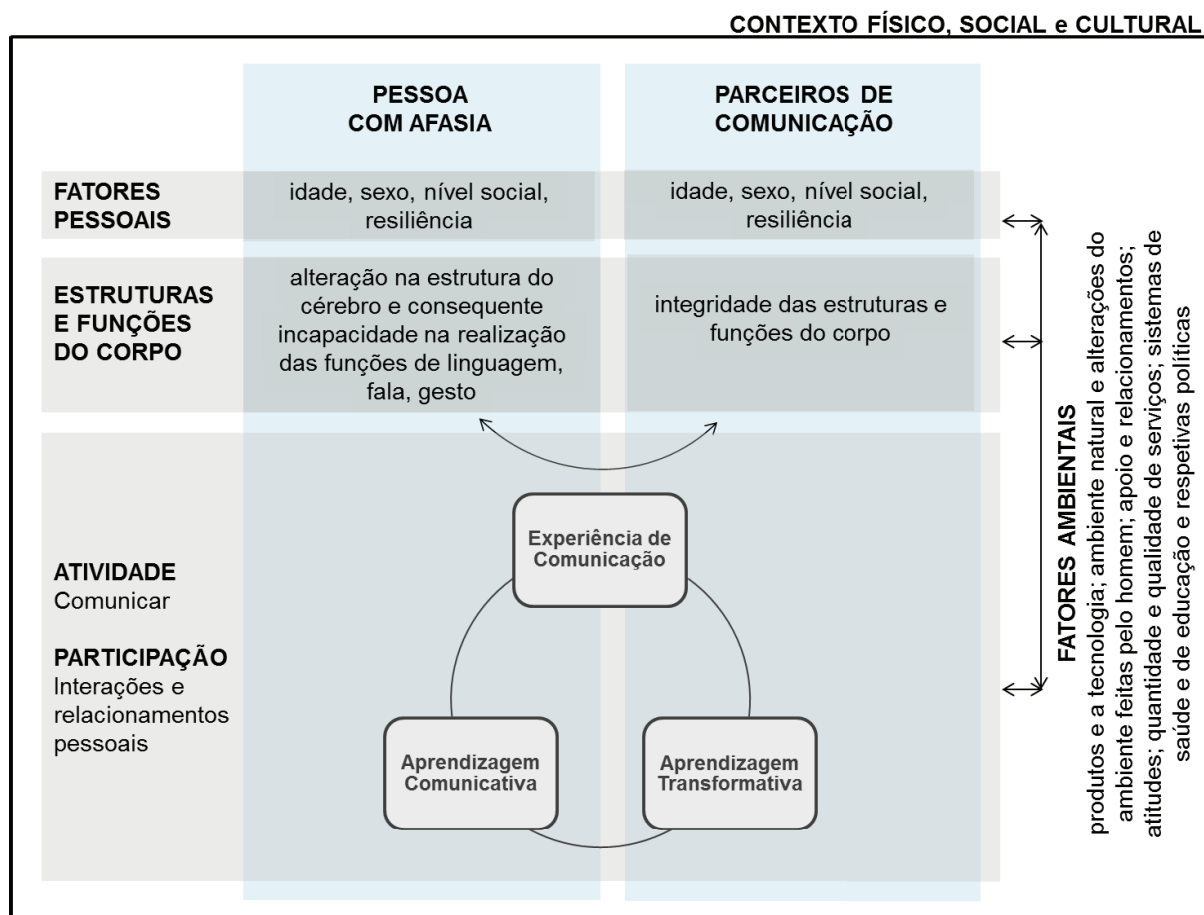 CONTEXTO FÍSICO, SOCIAL e CULTURAL
PESSOA
COM AFASIA
PARCEIROS DE
COMUNICAÇÃO
FATORES
PESSOAIS
idade, sexo, nível social,
resiliência
idade, sexo, nível social,
resiliência
ESTRUTURAS
E FUNÇÕES
DO CORPO
alteração na estrutura do
cérebro e consequente
incapacidade na realização
das funções de linguagem,
fala, gesto
integridade das estruturas e
funções do corpo
ATIVIDADE
Comunicar
PARTICIPAÇÃO
Interações e
relacionamentos
pessoais
Experiência de
Comunicação
Aprendizagem
Comunicativa
Aprendizagem
Transformativa
FATORES AMBIENTAIS
produtos e a tecnologia; ambiente natural e alterações do
ambiente feitas pelo homem; apoio e relacionamentos;
atitudes; quantidade e qualidade de serviços; sistemas de
saúde e de educação e respetivas políticas